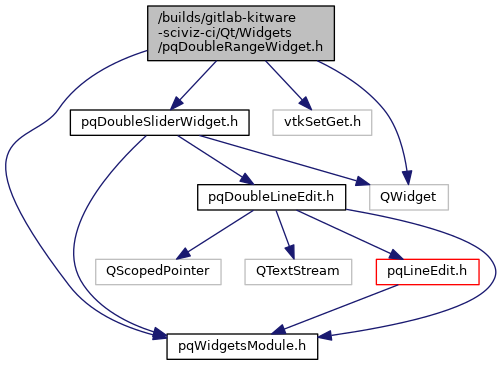 /builds/gitlab-kitware
-sciviz-ci/Qt/Widgets
/pqDoubleRangeWidget.h
pqDoubleSliderWidget.h
vtkSetGet.h
pqDoubleLineEdit.h
QWidget
QScopedPointer
QTextStream
pqLineEdit.h
pqWidgetsModule.h